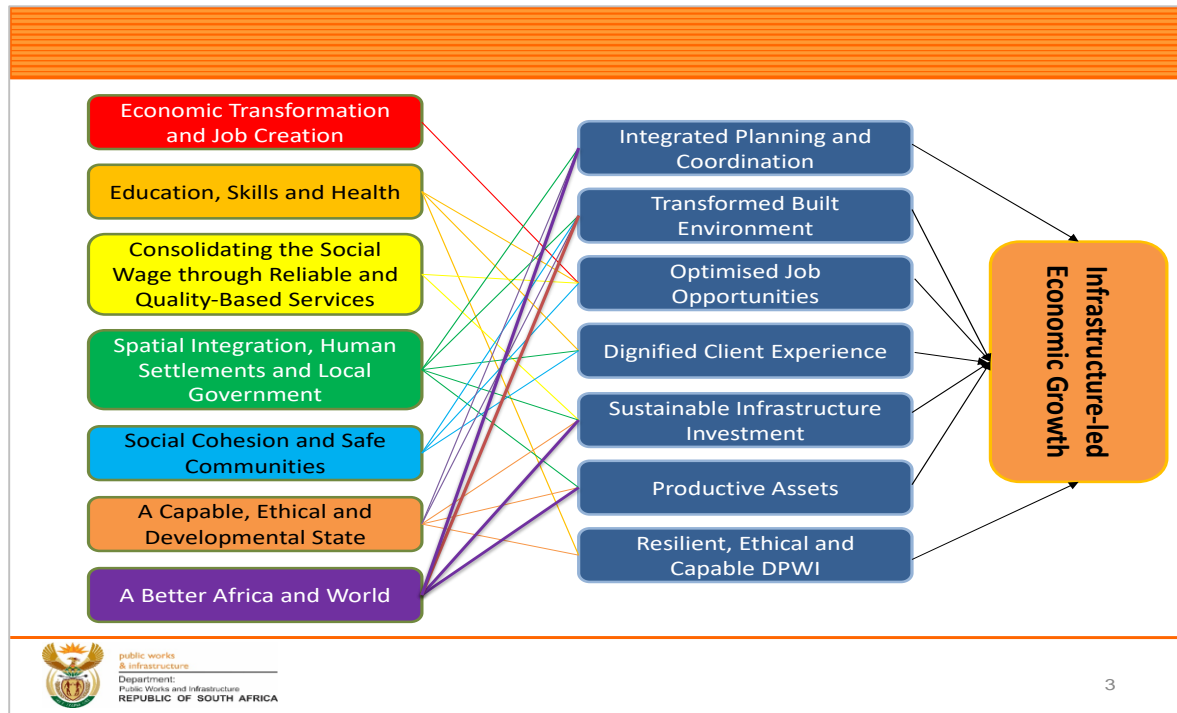 Economic Transformation
and Job Creation
Education, Skills and Health
Consolidating the Social
Wage through Reliable and
Quality-Based Services
Spatial Integration, Human
Settlements and Local
Government
Social Cohesion and Safe
Communities
A Capable, Ethical and
Developmental State
A Better Africa and World
Integrated Planning and
Coordination
Transformed Built
Environment
Optimised Job
Opportunities
Dignified Client Experience
Sustainable Infrastructure
Investment
Productive Assets
Resilient, Ethical and
Capable DPWI
Infrastructure-led
Economic Growth
public works
& infrastructure
Department:
Public Works and Infrastructure
REPUBLIC OF SOUTH AFRICA
3